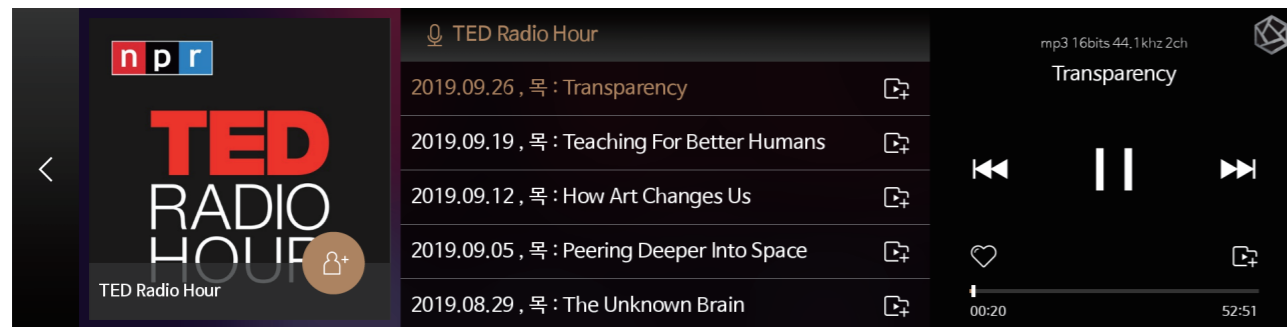 npr
TED
RADIO
HOUR
TED Radio Hour
TED Radio Hour
2019.09.26 , 목 : Transparency
2019.09.19 , 목 : Teaching For Better Humans
2019.09.12 , 목 : How Art Changes Us
2019.09.05 , 목 : Peering Deeper Into Space
2019.08.29 , 목 : The Unknown Brain
mp3 16bits 44.1khz 2ch
Transparency
00:20
52:51